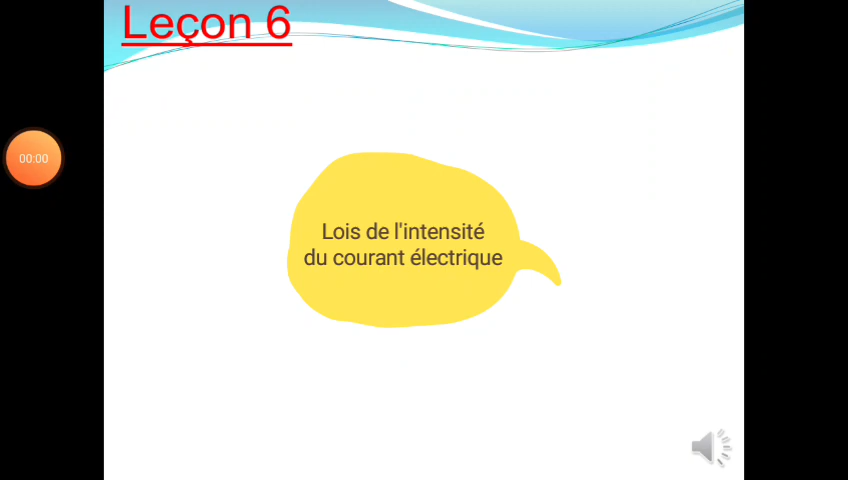 Leçon 6
00:00
Lois de l'intensité
du courant électrique